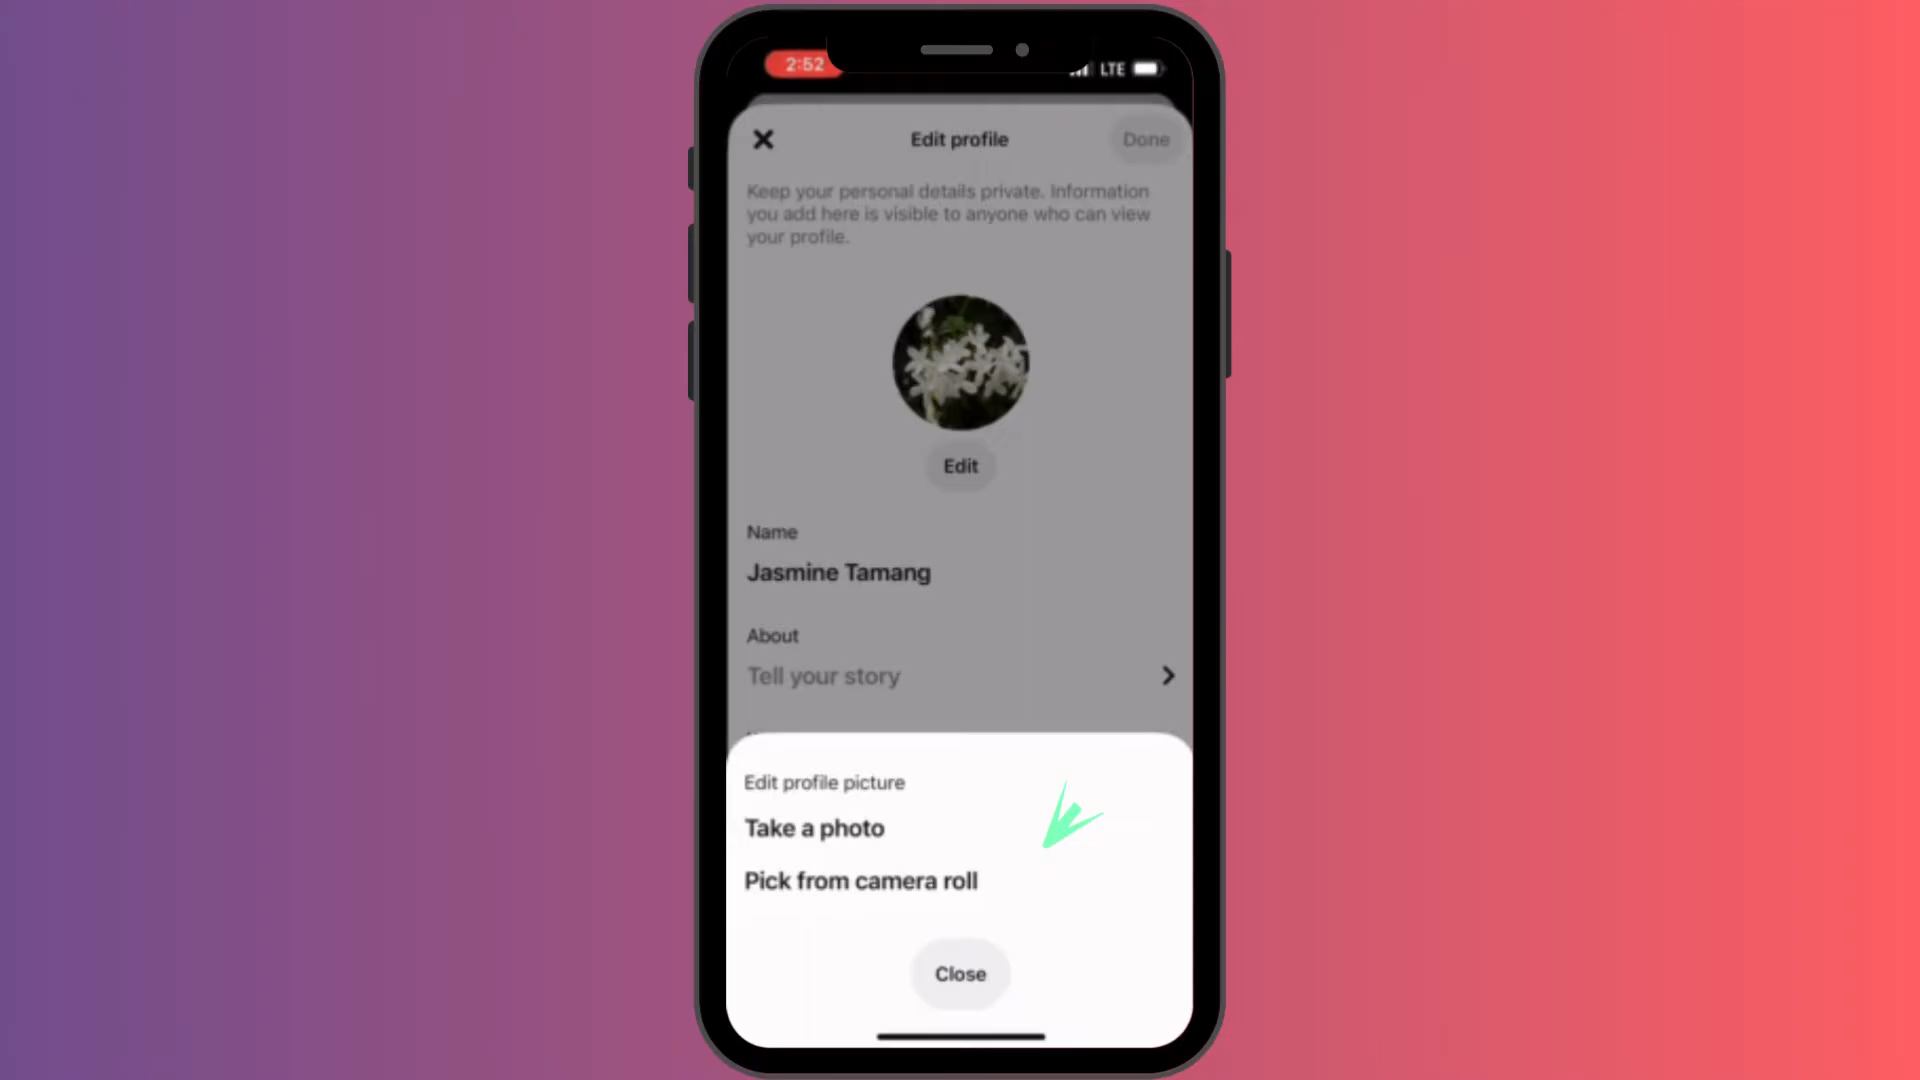 2:52
LTE
Edit profile
Done
Keep your personal details private. Information
you add here is visible to anyone who can view
your profile.
Edit
Name
Jasmine Tamang
About
Tell your story
Edit profile picture
Take a photo
Pick from camera roll
Close